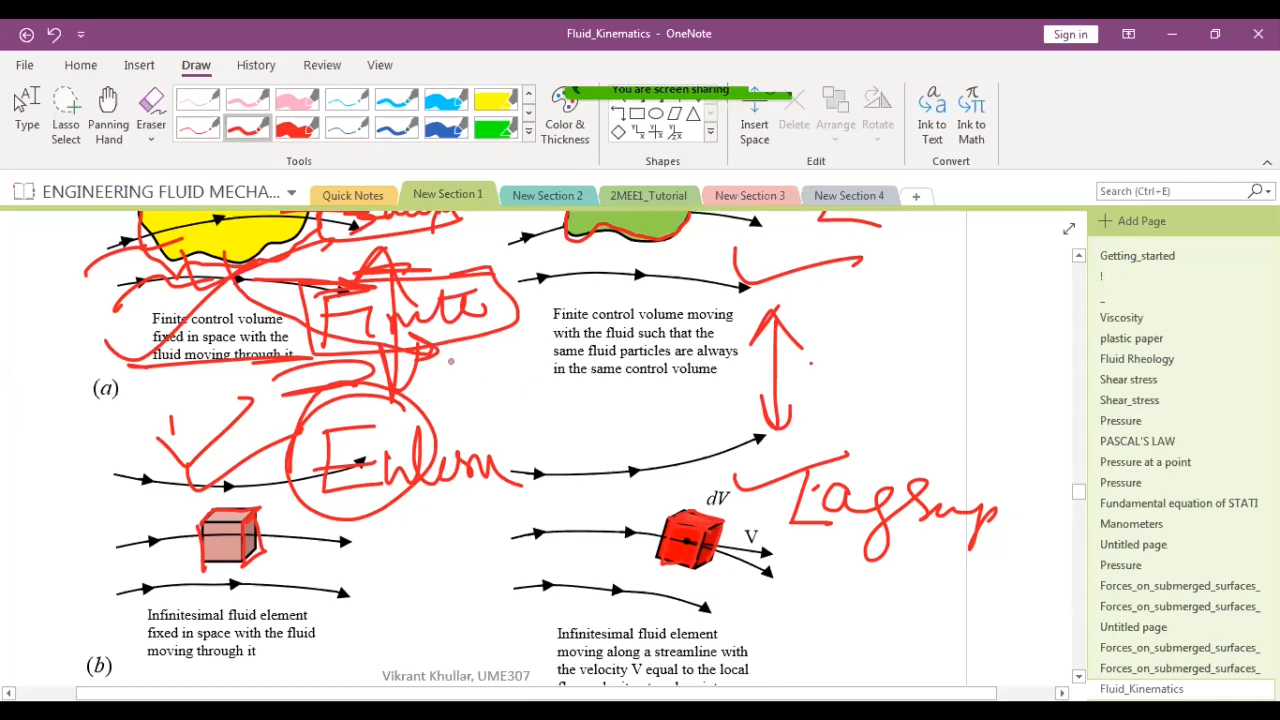 Fluid_Kinematics - OneNote
Sign in
File Home Insert Draw History Review View
You are screen sharing
Type
Lasso Select
Panning Hand
Eraser
Color & Thickness
Insert Space
Delete
Arrange
Rotate
Ink to Text
Ink to Math
Tools
Shapes
Edit
Convert
ENGINEERING FLUID MECHA...
Quick Notes
New Section 1
New Section 2
2MEE1_Tutorial
New Section 3
New Section 4
Search (Ctrl+E)
Finite
Finite control volume
fixed in space with the
fluid moving through it
Finite control volume moving
with the fluid such that the
same fluid particles are always
in the same control volume
(a)
dV
V
Infinitesimal fluid element
fixed in space with the fluid
moving through it
Infinitesimal fluid element
moving along a streamline with
the velocity V equal to the local
(b)
Vikrant Khullar, UME307
Add Page
Getting_started
!
_
Viscosity
plastic paper
Fluid Rheology
Shear stress
Shear_stress
Pressure
PASCAL'S LAW
Pressure at a point
Pressure
Fundamental equation of STATI
Manometers
Untitled page
Pressure
Forces_on_submerged_surfaces_
Forces_on_submerged_surfaces_
Untitled page
Forces_on_submerged_surfaces_
Forces_on_submerged_surfaces_
Fluid_Kinematics